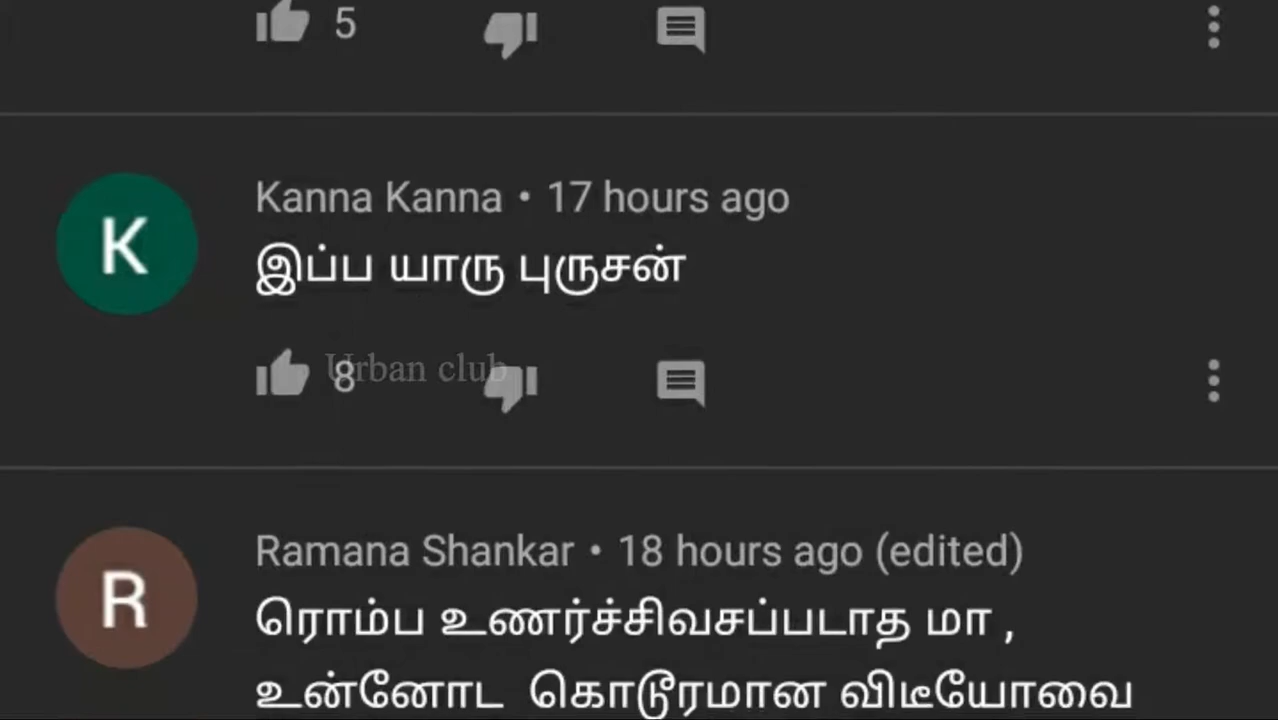 5
Kanna Kanna • 17 hours ago
இப்ப யாரு புருசன்
8
Urban club
Ramana Shankar • 18 hours ago (edited)
ரொம்ப உணர்ச்சிவசப்படாத மா ,
உன்னோட கொடூரமான விடீயோவை
K
R